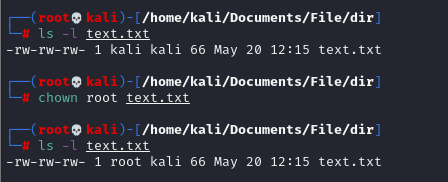 ┌──(root💀kali)-[/home/kali/Documents/File/dir]
└─# ls -l text.txt
-rw-rw-rw- 1 kali kali 66 May 20 12:15 text.txt
┌──(root💀kali)-[/home/kali/Documents/File/dir]
└─# chown root text.txt
┌──(root💀kali)-[/home/kali/Documents/File/dir]
└─# ls -l text.txt
-rw-rw-rw- 1 root kali 66 May 20 12:15 text.txt